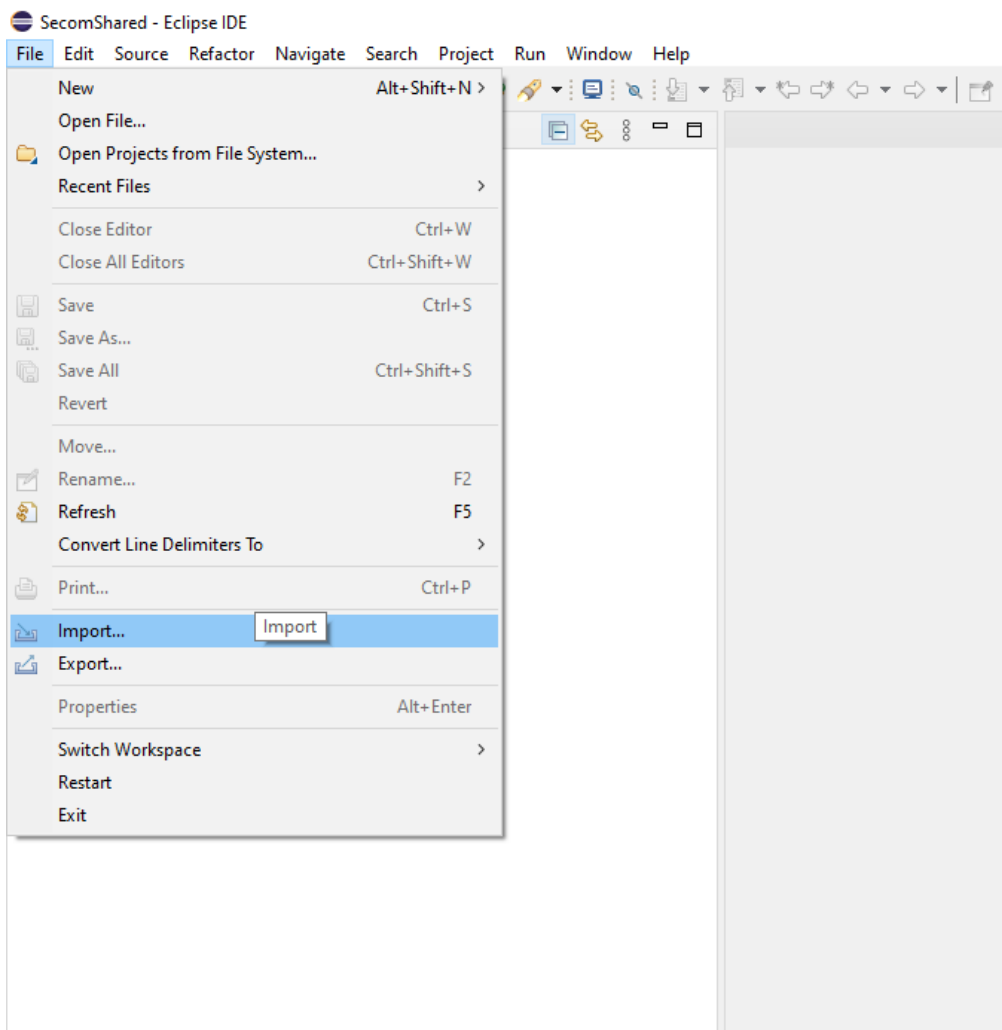 SecomShared - Eclipse IDE
File Edit Source Refactor Navigate Search Project Run Window Help
New Alt+Shift+N >
Open File...
Open Projects from File System...
Recent Files >
Close Editor Ctrl+W
Close All Editors Ctrl+Shift+W
Save Ctrl+S
Save As...
Save All Ctrl+Shift+S
Revert
Move...
Rename... F2
Refresh F5
Convert Line Delimiters To >
Print... Ctrl+P
Import... Import
Export...
Properties Alt+Enter
Switch Workspace >
Restart
Exit